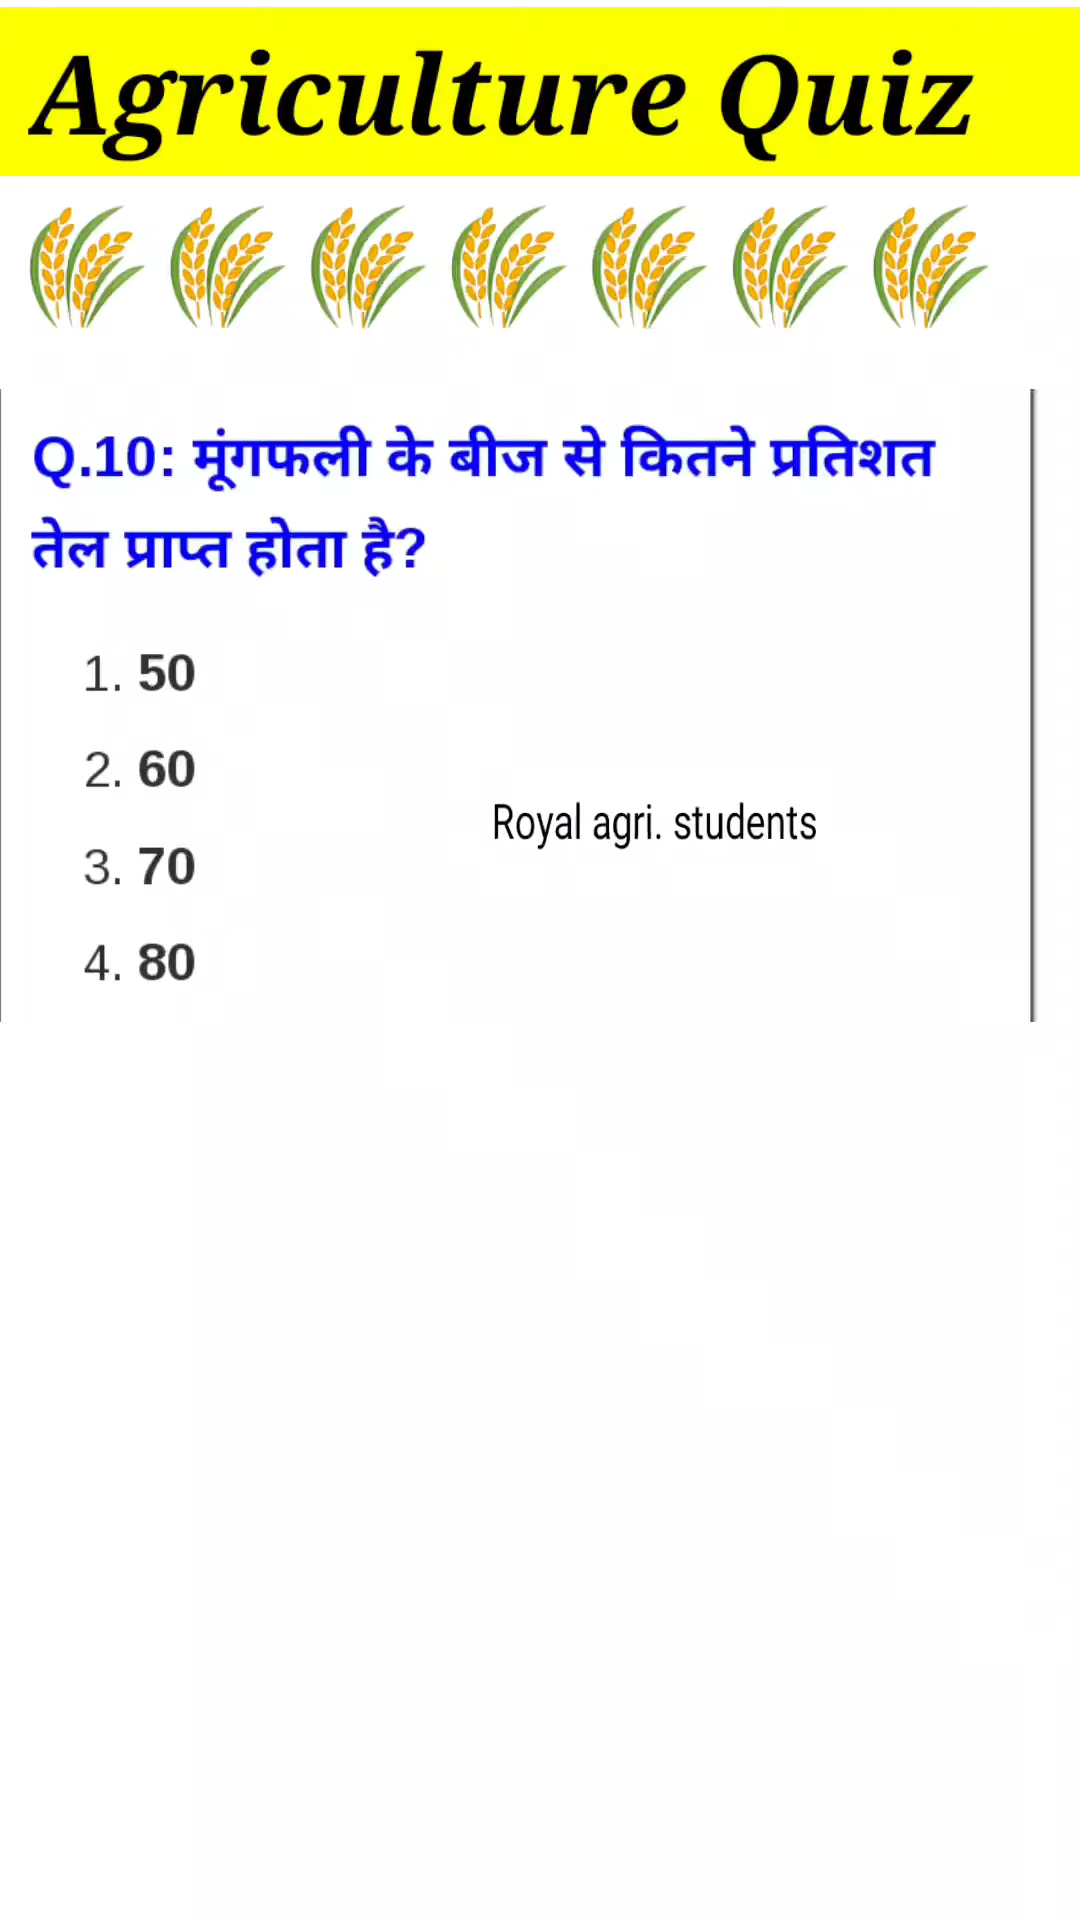 Agriculture Quiz
Q.10: मूंगफली के बीज से कितने प्रतिशत
तेल प्राप्त होता है?
1. 50
2. 60
Royal agri. students
3. 70
4. 80